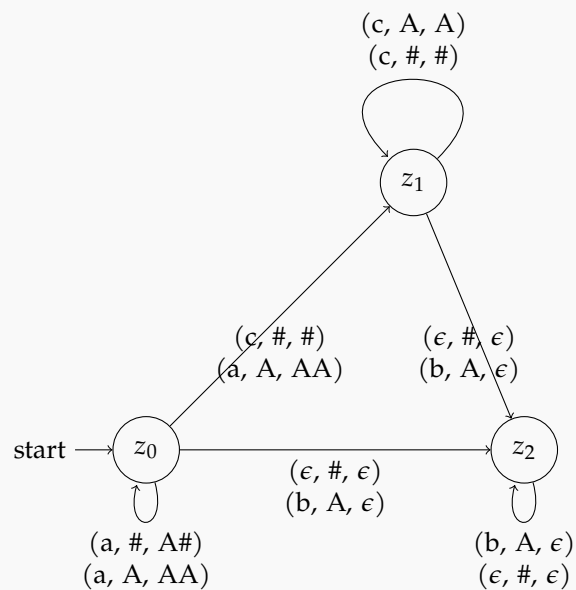 (c, A, A)
(c, #, #)
z₁
(c, #, #)
(a, A, AA)
(ϵ, #, ϵ)
(b, A, ϵ)
start
z₀
z₂
(ϵ, #, ϵ)
(b, A, ϵ)
(a, #, A#)
(a, A, AA)
(b, A, ϵ)
(ϵ, #, ϵ)